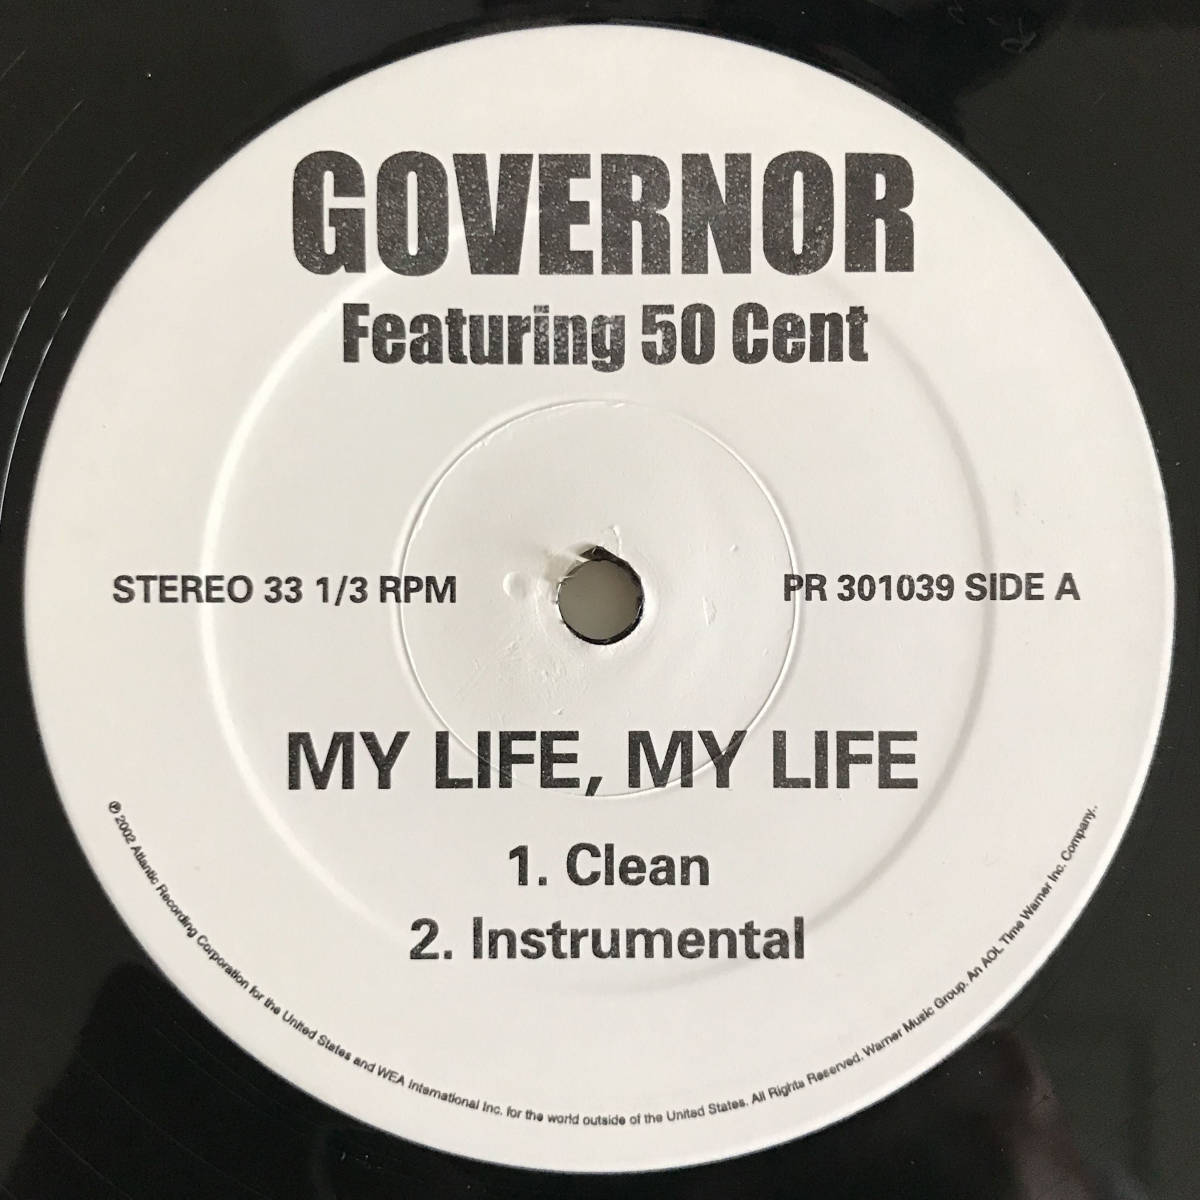 GOVERNOR
Featuring 50 Cent
STEREO 33 1/3 RPM
PR 301039 SIDE A
MY LIFE, MY LIFE
1. Clean
2. Instrumental
℗ 2002 Atlantic Recording Corporation for the United States and WEA International Inc. for the world outside of the United States. All Rights Reserved. Warner Music Group. An AOL Time Warner Inc. Company..